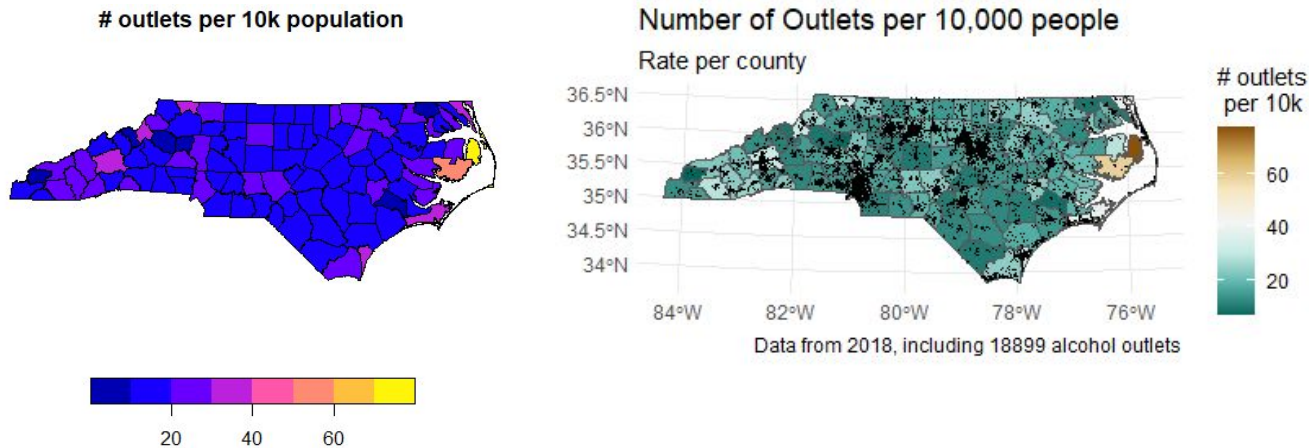 # outlets per 10k population
20
40
60
Number of Outlets per 10,000 people
Rate per county
36.5°N
36°N
35.5°N
35°N
34.5°N
34°N
84°W
82°W
80°W
78°W
76°W
# outlets
per 10k
60
40
20
Data from 2018, including 18899 alcohol outlets